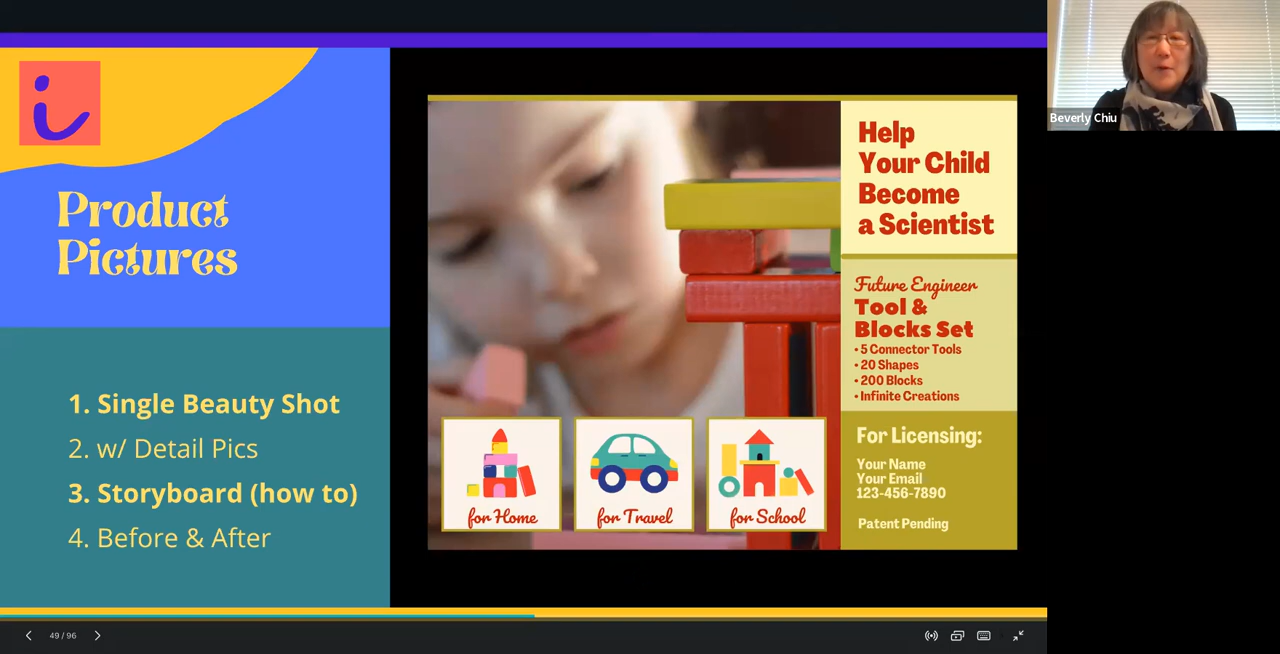 Product
Pictures
1. Single Beauty Shot
2. w/ Detail Pics
3. Storyboard (how to)
4. Before & After
Help
Your Child
Become
a Scientist
Future Engineer
Tool &
Blocks Set
• 5 Connector Tools
• 20 Shapes
• 200 Blocks
• Infinite Creations
for Home
for Travel
for School
For Licensing:
Your Name
Your Email
123-456-7890
Patent Pending
Beverly Chiu
49 / 96